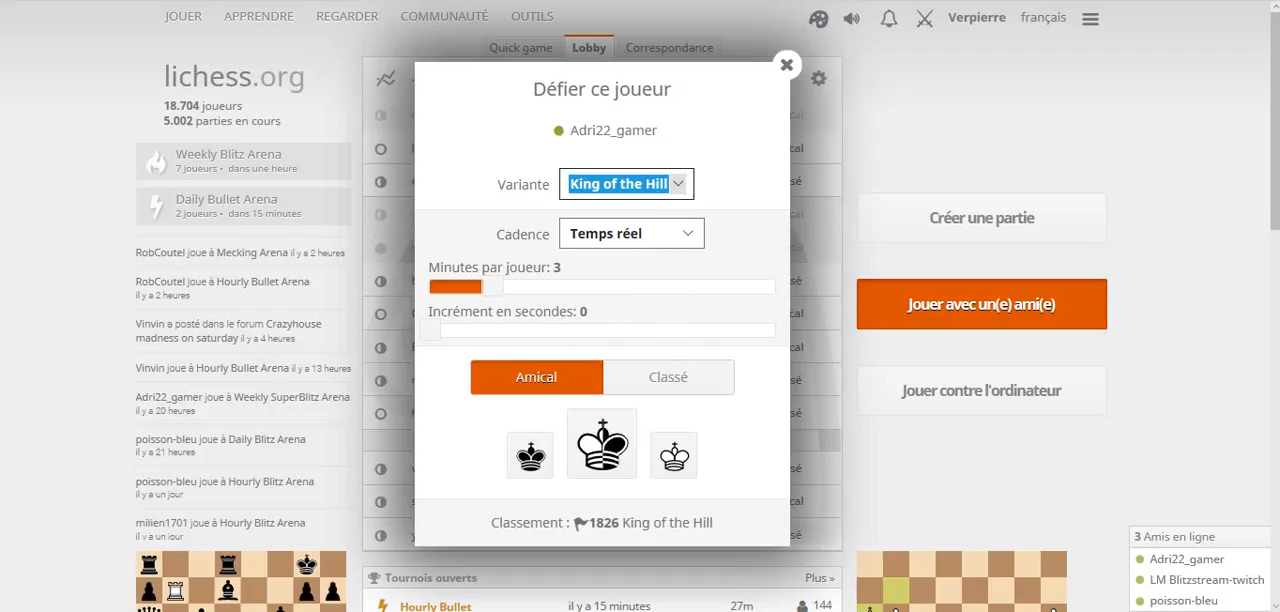 JOUER APPRENDRE REGARDER COMMUNAUTÉ OUTILS
Verpierre français
Quick game Lobby Correspondance
lichess.org
18.704 joueurs
5.002 parties en cours
Weekly Blitz Arena
7 joueurs • dans une heure
Daily Bullet Arena
2 joueurs • dans 15 minutes
RobCoutel joue à Mecking Arena il y a 2 heures
RobCoutel joue à Hourly Bullet Arena
il y a 2 heures
Vinvin a posté dans le forum Crazyhouse
madness on saturday il y a 4 heures
Vinvin joue à Hourly Bullet Arena il y a 13 heures
Adri22_gamer joue à Weekly SuperBlitz Arena
il y a 20 heures
poisson-bleu joue à Daily Blitz Arena
il y a 21 heures
poisson-bleu joue à Hourly Blitz Arena
il y a un jour
milien1701 joue à Hourly Blitz Arena
il y a un jour
Défier ce joueur
Adri22_gamer
Variante King of the Hill
Cadence Temps réel
Minutes par joueur: 3
Incrément en secondes: 0
Amical Classé
Classement : 1826 King of the Hill
Créer une partie
Jouer avec un(e) ami(e)
Jouer contre l'ordinateur
Tournois ouverts Plus »
Hourly Bullet il y a 15 minutes 27m 144
3 Amis en ligne
Adri22_gamer
LM Blitzstream-twitch
poisson-bleu